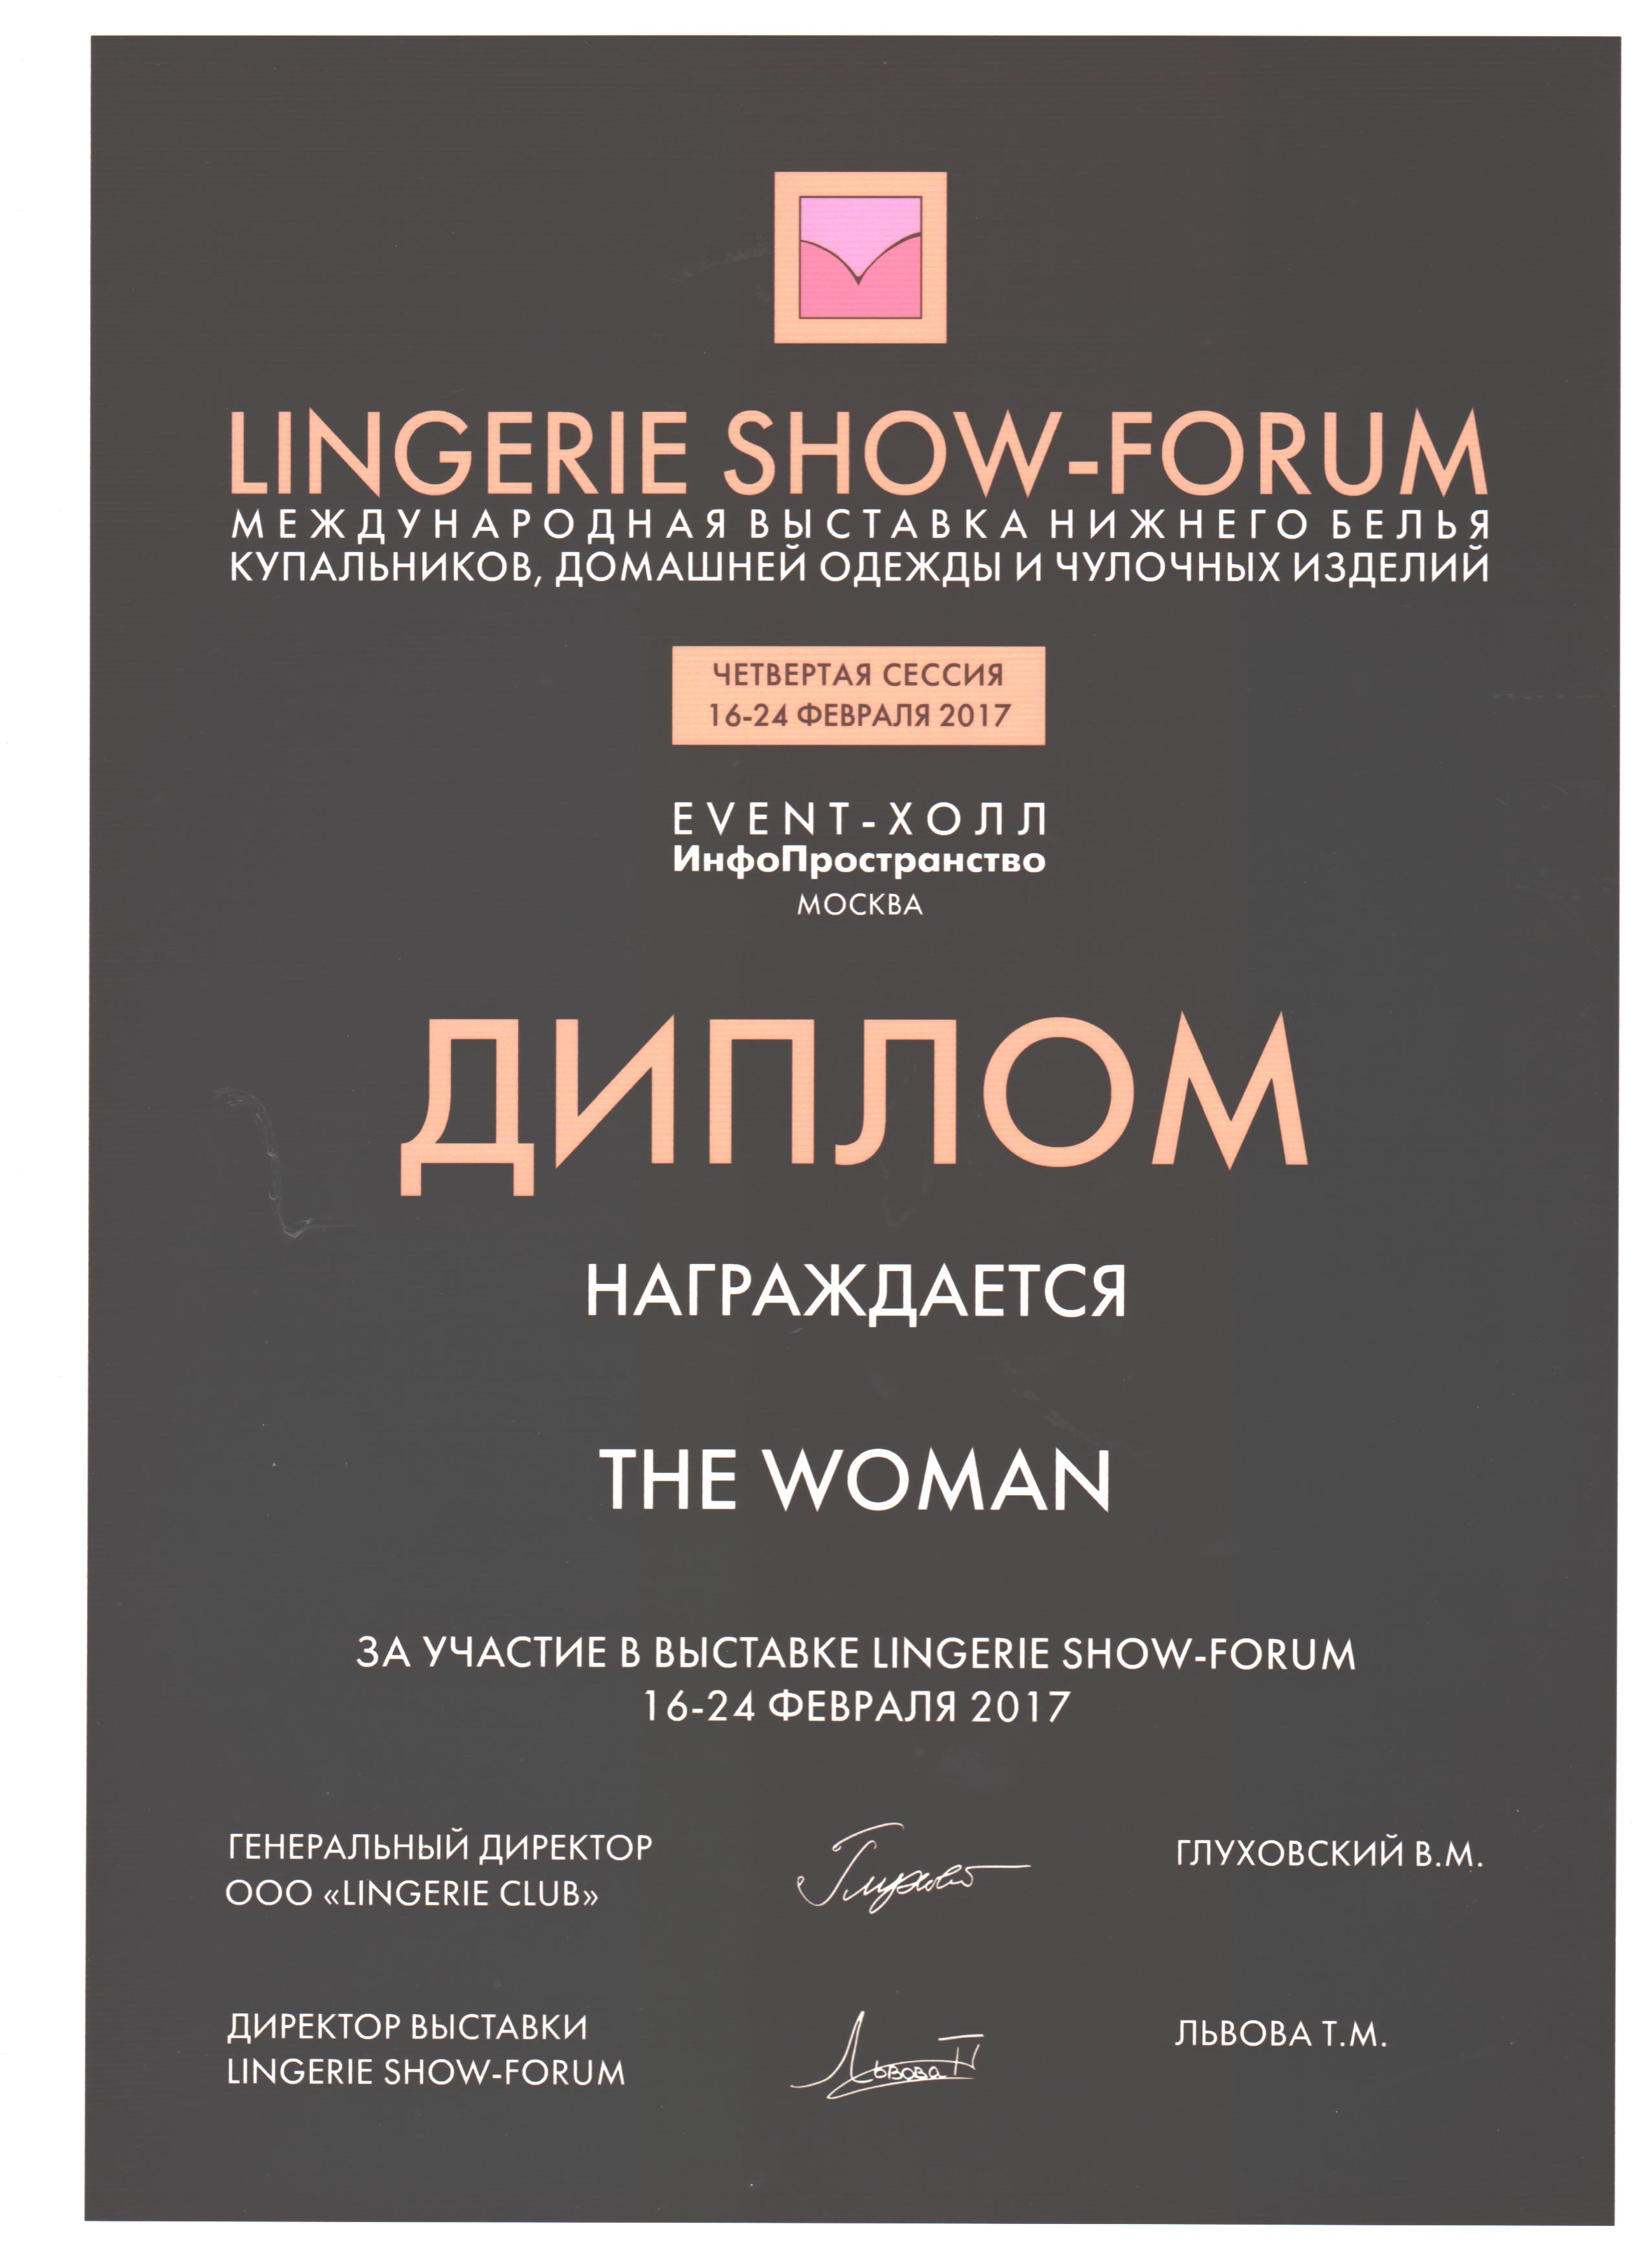 LINGERIE SHOW-FORUM
МЕЖДУНАРОДНАЯ ВЫСТАВКА НИЖНЕГО БЕЛЬЯ
КУПАЛЬНИКОВ, ДОМАШНЕЙ ОДЕЖДЫ И ЧУЛОЧНЫХ ИЗДЕЛИЙ
ЧЕТВЕРТАЯ СЕССИЯ
16-24 ФЕВРАЛЯ 2017
EVENT-ХОЛЛ
ИнфоПространство
МОСКВА
ДИПЛОМ
НАГРАЖДАЕТСЯ
THE WOMAN
ЗА УЧАСТИЕ В ВЫСТАВКЕ LINGERIE SHOW-FORUM
16-24 ФЕВРАЛЯ 2017
ГЕНЕРАЛЬНЫЙ ДИРЕКТОР
ООО «LINGERIE CLUB»
ГЛУХОВСКИЙ В.М.
ДИРЕКТОР ВЫСТАВКИ
LINGERIE SHOW-FORUM
Львова Т
ЛЬВОВА Т.М.